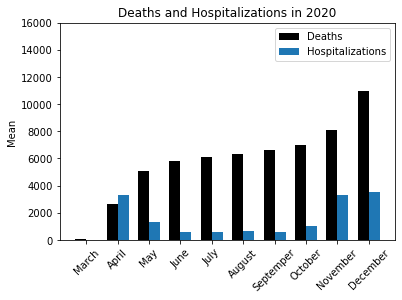 Deaths and Hospitalizations in 2020
16000
14000
12000
10000
8000
6000
4000
2000
0
Mean
Deaths
Hospitalizations
March
April
May
June
July
August
Septemper
October
November
December